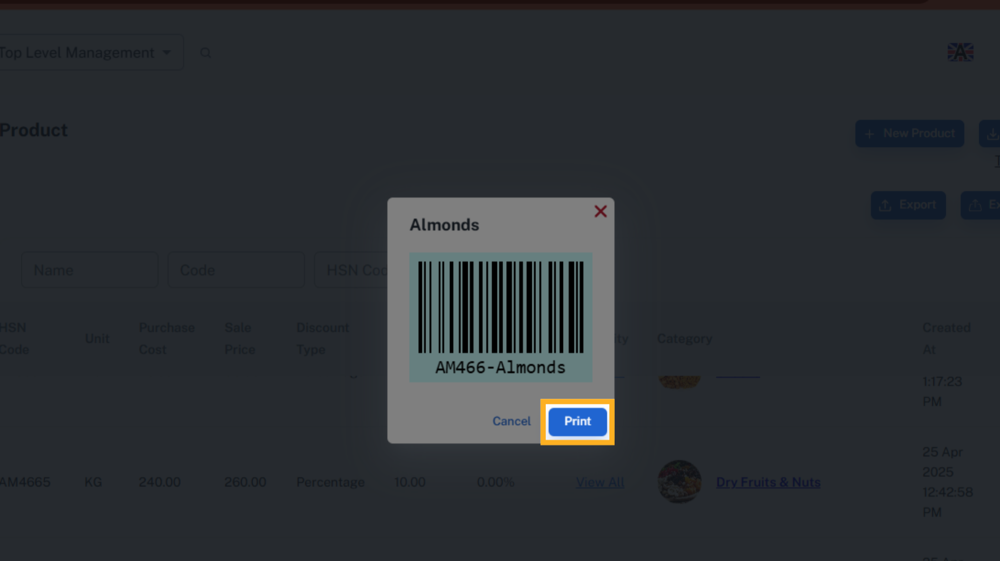 Top Level Management
A
Product
+ New Product
Export
Almonds
Name
Code
HSN Co
AM466-Almonds
Cancel
Print
HSN Code
Unit
Purchase Cost
Sale Price
Discount Type
ity
Category
Created At
1:17:23 PM
AM4665
KG
240.00
260.00
Percentage
10.00
0.00%
View All
Dry Fruits & Nuts
25 Apr
2025
12:42:58
PM